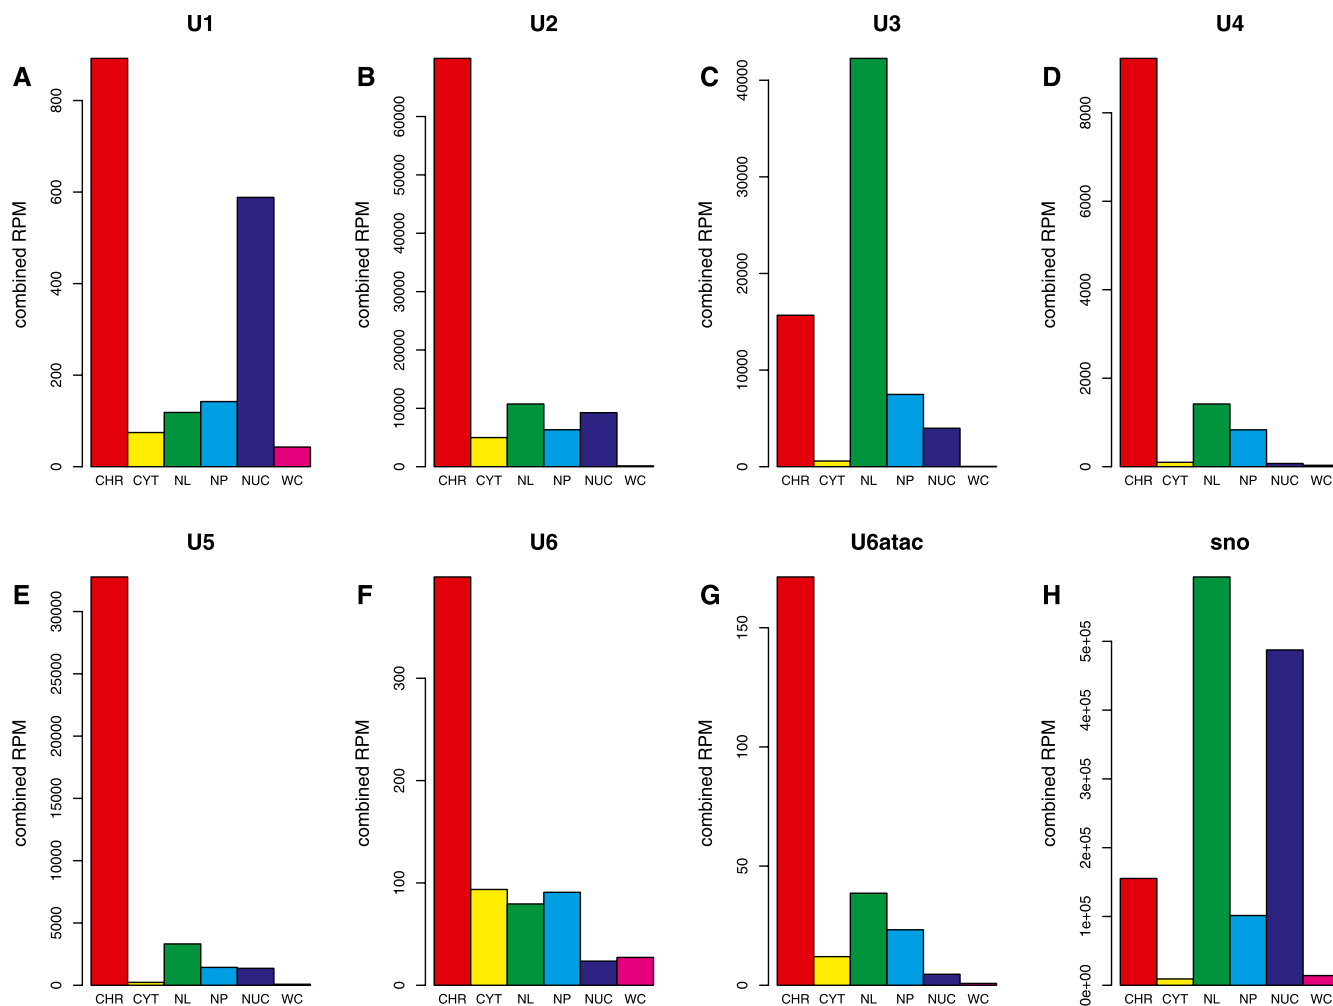 U1
U2
U3
U4
A
B
C
D
combined RPM
0
200
400
600
800
CHR CYT NL NP NUC WC
combined RPM
0
10000
20000
30000
40000
50000
60000
CHR CYT NL NP NUC WC
combined RPM
0
10000
20000
30000
40000
CHR CYT NL NP NUC WC
combined RPM
0
2000
4000
6000
8000
CHR CYT NL NP NUC WC
U5
U6
U6atac
sno
E
F
G
H
combined RPM
0
5000
10000
15000
20000
25000
30000
CHR CYT NL NP NUC WC
combined RPM
0
100
200
300
CHR CYT NL NP NUC WC
combined RPM
0
50
100
150
CHR CYT NL NP NUC WC
combined RPM
0e+00
1e+05
2e+05
3e+05
4e+05
5e+05
CHR CYT NL NP NUC WC